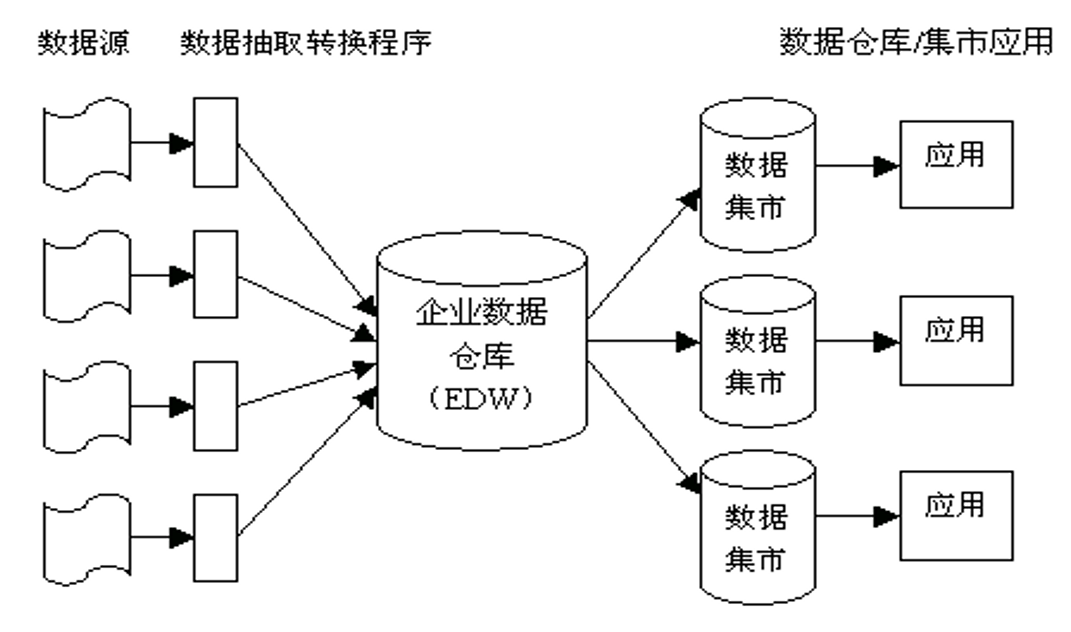 数据源
数据抽取转换程序
数据仓库/集市应用
数据
集市
应用
企业数据
仓库
（EDW）
数据
集市
应用
数据
集市
应用